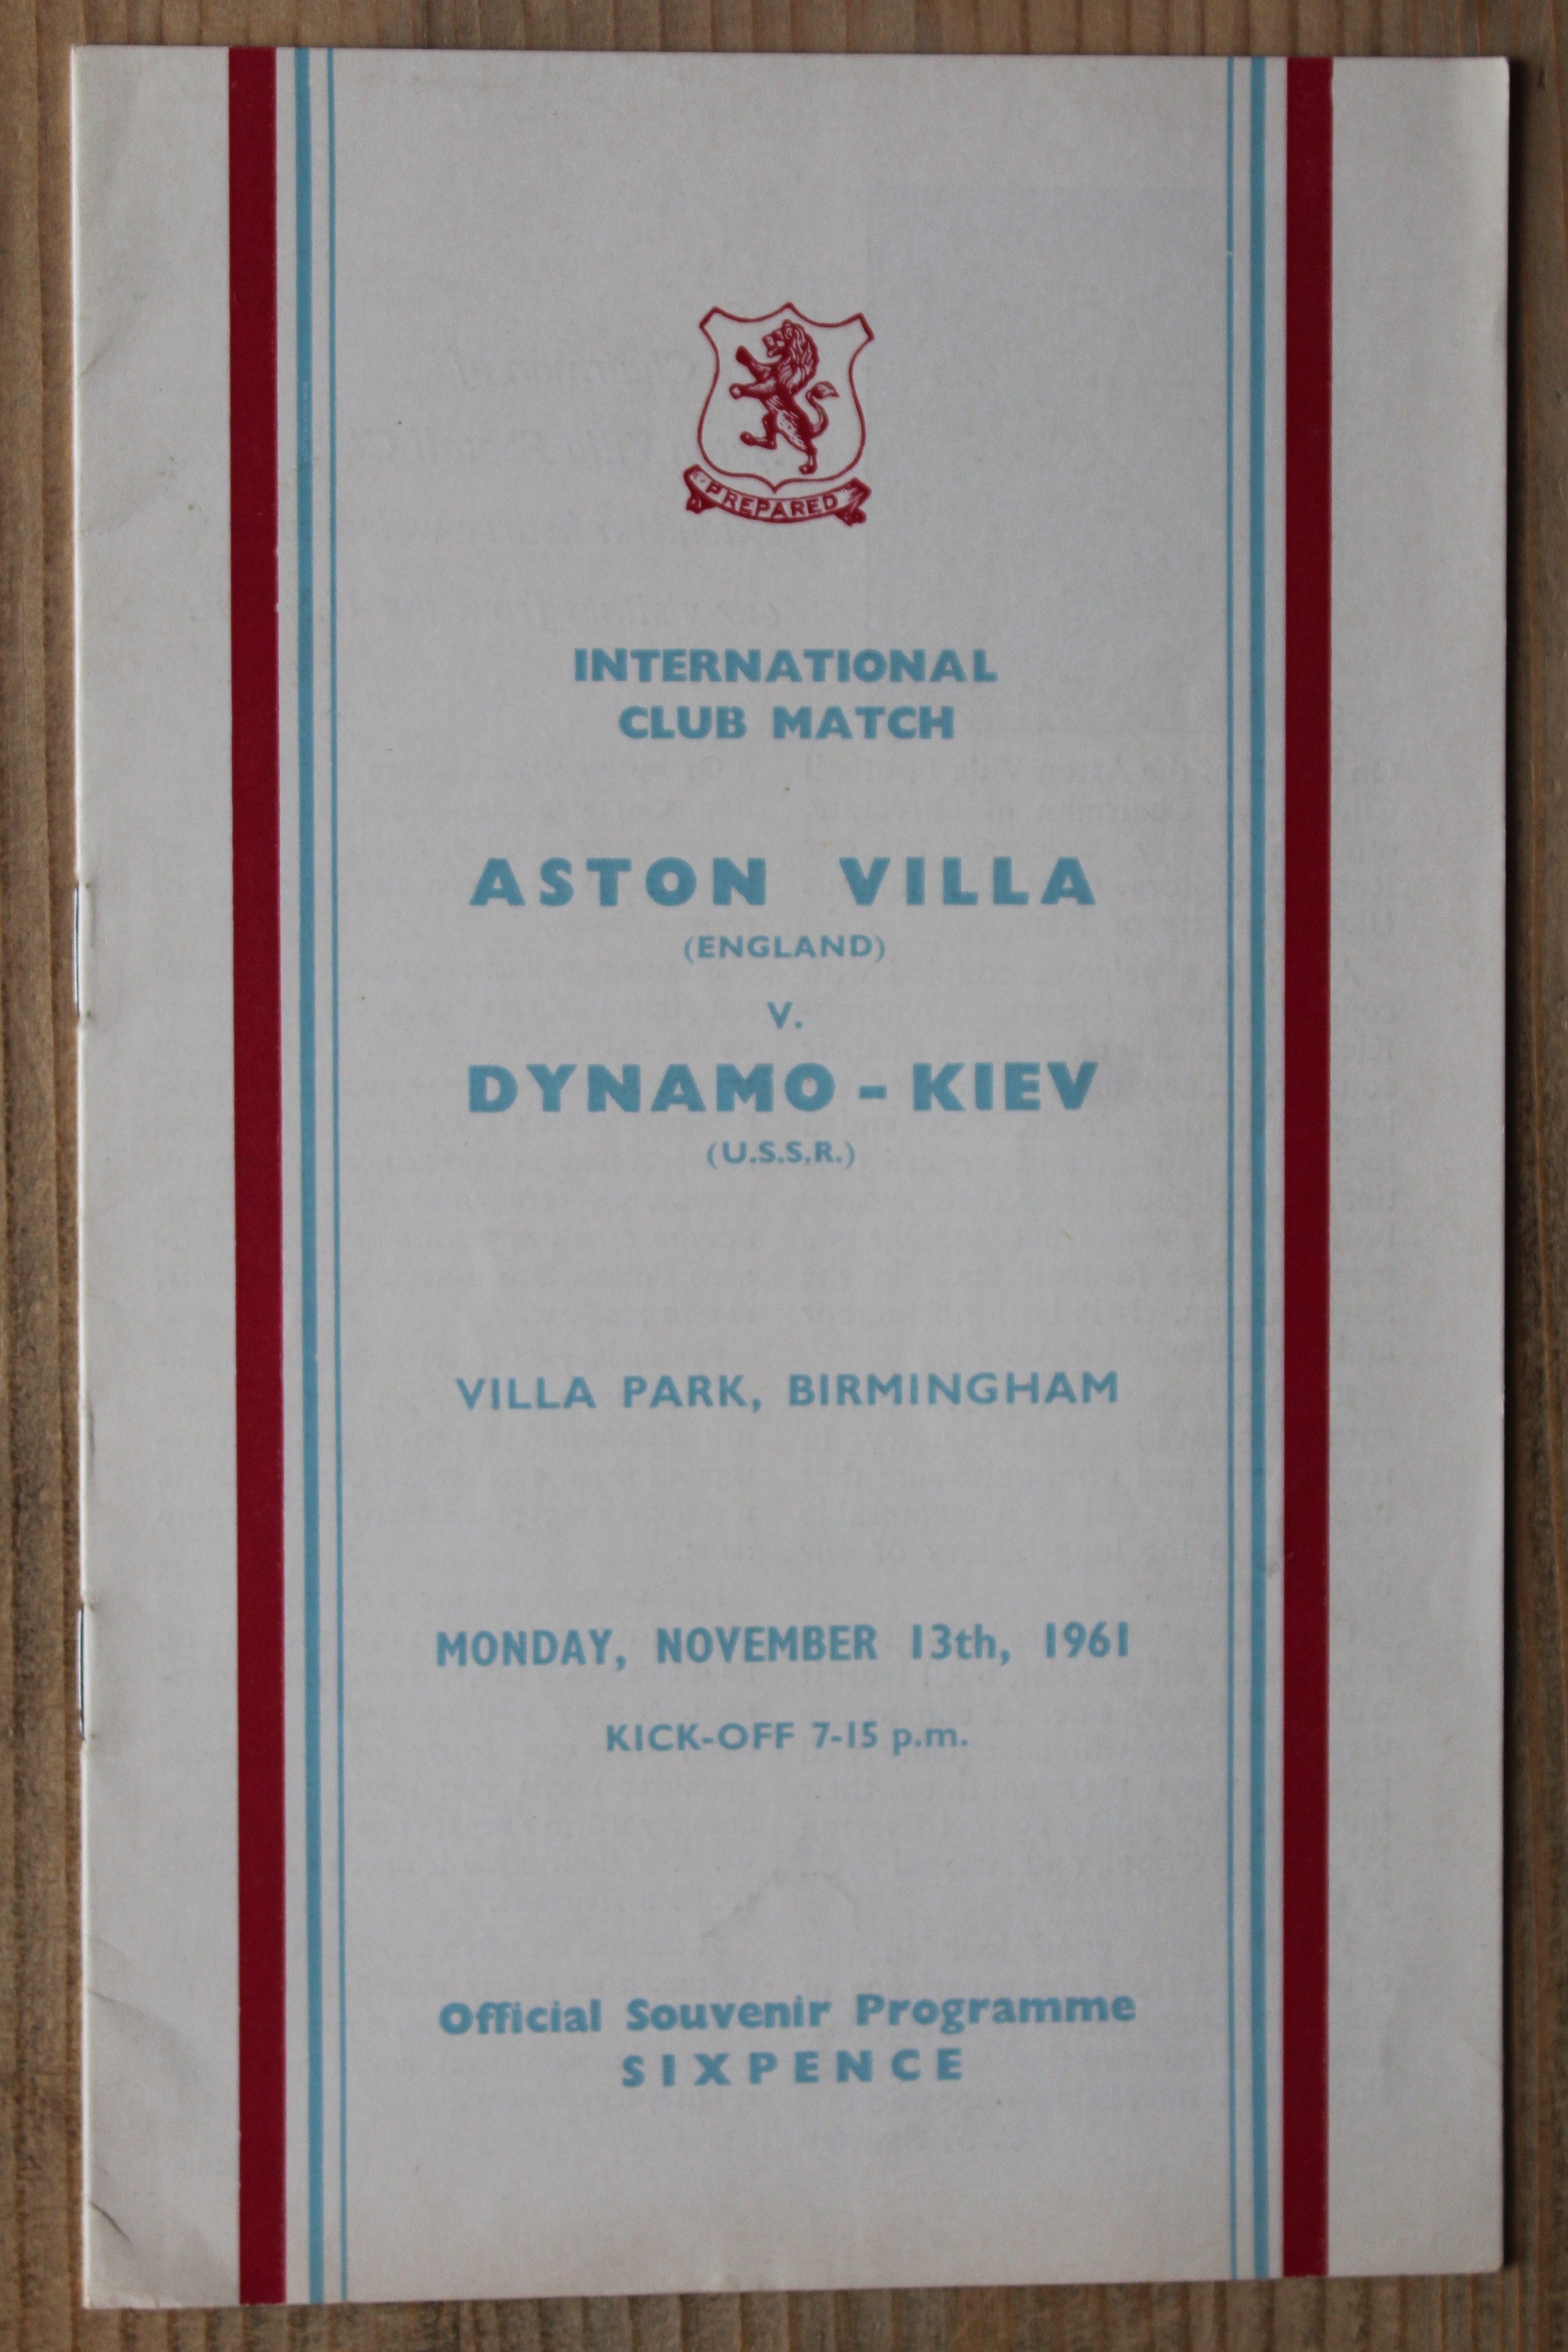 PREPARED
INTERNATIONAL
CLUB MATCH
ASTON VILLA
(ENGLAND)
V.
DYNAMO - KIEV
(U.S.S.R.)
VILLA PARK, BIRMINGHAM
MONDAY, NOVEMBER 13th, 1961
KICK-OFF 7-15 p.m.
Official Souvenir Programme
SIXPENCE